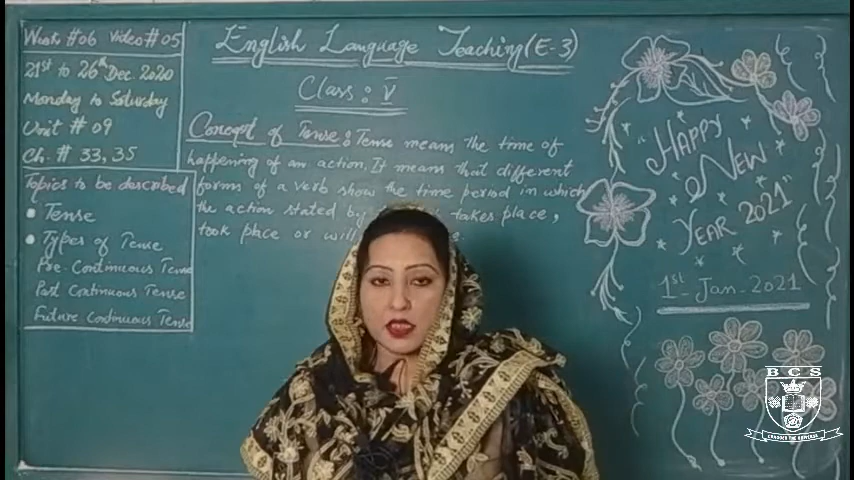 Week #06 Video #05
21st to 26th Dec 2020
Monday to Saturday
Unit # 09
Ch. # 33, 35
Topics to be described
Tense
Types of Tense
Pre. Continuous Tense
Past Continuous Tense
Future Continuous Tense
English Language Teaching (E-3)
Class: V
Concept of Tense: Tense means the time of
happening of an action. It means that different
forms of a verb show the time period in which
the action stated by takes place,
took place or will
"HAPPY
NEW
YEAR 2021"
1st-Jan-2021
BCS